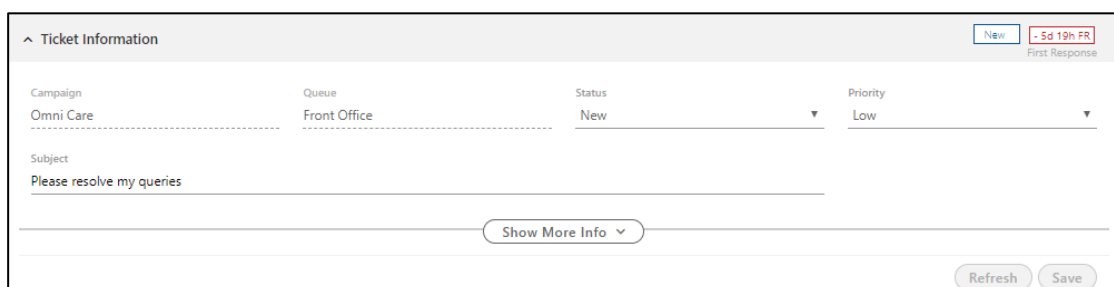 Ticket Information
New
- 5d 19h FR
First Response
Campaign
Queue
Status
Priority
Omni Care
Front Office
New
Low
Subject
Please resolve my queries
Show More Info
Refresh
Save